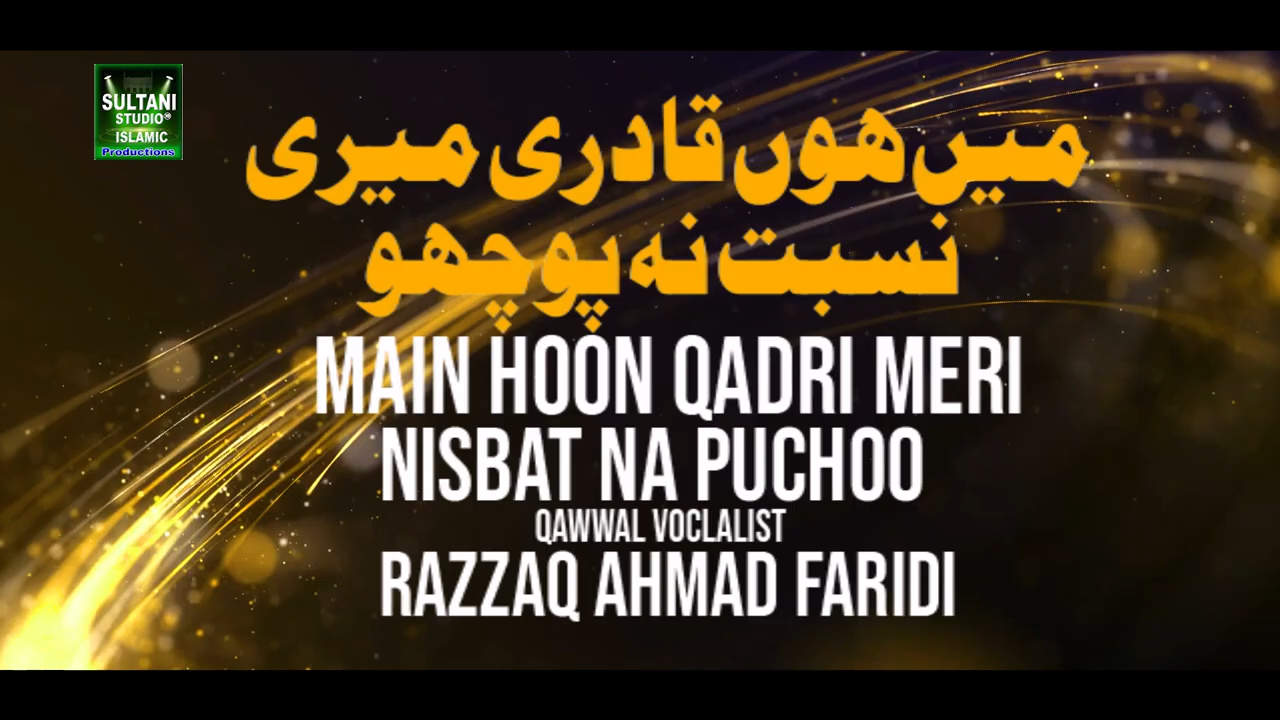 SULTANI
STUDIO®
ISLAMIC
Productions
میں ھوں قادری میری
نسبت نہ پوچھو
MAIN HOON QADRI MERI
NISBAT NA PUCHOO
QAWWAL VOCLALIST
RAZZAQ AHMAD FARIDI